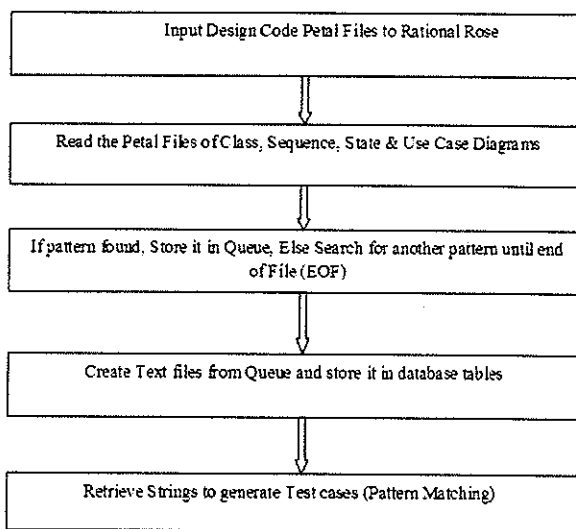 Input Design Code Petal Files to Rational Rose
Read the Petal Files of Class, Sequence, State & Use Case Diagrams
If pattern found, Store it in Queue, Else Search for another pattern until end
of File (EOF)
Create Text files from Queue and store it in database tables
Retrieve Strings to generate Test cases (Pattern Matching)